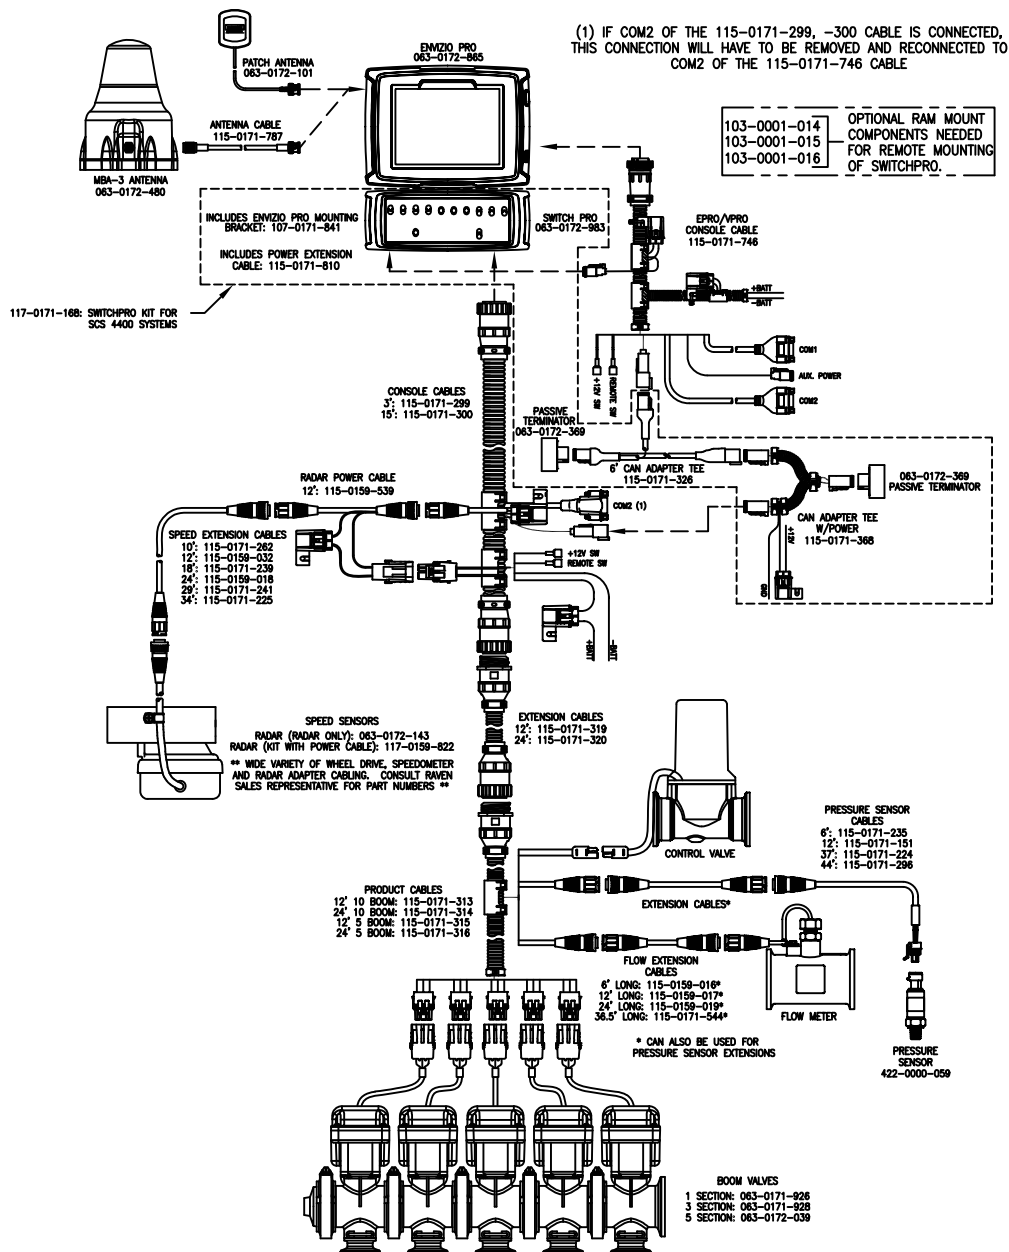 (1) IF COM2 OF THE 115-0171-299, -300 CABLE IS CONNECTED,
THIS CONNECTION WILL HAVE TO BE REMOVED AND RECONNECTED TO
COM2 OF THE 115-0171-746 CABLE
ENVIZIO PRO
063-0172-865
PATCH ANTENNA
063-0172-101
ANTENNA CABLE
115-0171-787
MBA-3 ANTENNA
063-0172-480
103-0001-014
103-0001-015
103-0001-016
OPTIONAL RAM MOUNT
COMPONENTS NEEDED
FOR REMOTE MOUNTING
OF SWITCHPRO.
INCLUDES ENVIZIO PRO MOUNTING
BRACKET: 107-0171-841
INCLUDES POWER EXTENSION
CABLE: 115-0171-810
SWITCH PRO
063-0172-983
EPRO/VPRO
CONSOLE CABLE
115-0171-746
+BATT
-BATT
117-0171-168: SWITCHPRO KIT FOR
SCS 4400 SYSTEMS
COM1
AUX. POWER
COM2
+12V SW
REMOTE SW
CONSOLE CABLES
3': 115-0171-299
15': 115-0171-300
PASSIVE
TERMINATOR
063-0172-369
6' CAN ADAPTER TEE
115-0171-326
063-0172-369
PASSIVE TERMINATOR
CAN ADAPTER TEE
W/POWER
115-0171-368
+12V
GND
RADAR POWER CABLE
12': 115-0159-539
COM2 (1)
SPEED EXTENSION CABLES
10': 115-0171-262
12': 115-0159-032
18': 115-0171-239
24': 115-0159-018
29': 115-0171-241
34': 115-0171-225
+12V SW
REMOTE SW
+BATT
-BATT
SPEED SENSORS
RADAR (RADAR ONLY): 063-0172-143
RADAR (KIT WITH POWER CABLE): 117-0159-822
** WIDE VARIETY OF WHEEL DRIVE, SPEEDOMETER
AND RADAR ADAPTER CABLING. CONSULT RAVEN
SALES REPRESENTATIVE FOR PART NUMBERS **
EXTENSION CABLES
12': 115-0171-319
24': 115-0171-320
CONTROL VALVE
PRESSURE SENSOR
CABLES
6': 115-0171-235
12': 115-0171-151
37': 115-0171-224
44': 115-0171-296
PRODUCT CABLES
12' 10 BOOM: 115-0171-313
24' 10 BOOM: 115-0171-314
12' 5 BOOM: 115-0171-315
24' 5 BOOM: 115-0171-316
EXTENSION CABLES*
FLOW EXTENSION
CABLES
6' LONG: 115-0159-016*
12' LONG: 115-0159-017*
24' LONG: 115-0159-019*
36.5' LONG: 115-0171-544*
* CAN ALSO BE USED FOR
PRESSURE SENSOR EXTENSIONS
FLOW METER
PRESSURE
SENSOR
422-0000-059
BOOM VALVES
1 SECTION: 063-0171-926
3 SECTION: 063-0171-928
5 SECTION: 063-0172-039